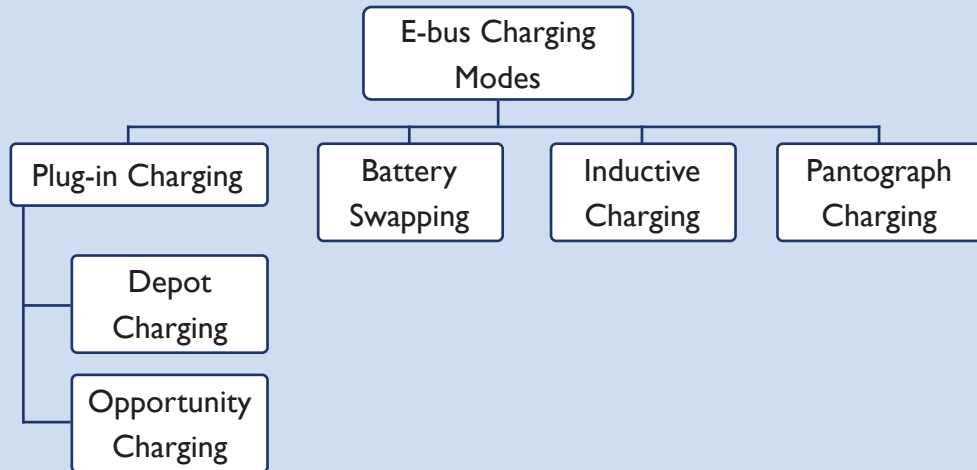 E-bus Charging
Modes
Plug-in Charging
Battery
Swapping
Inductive
Charging
Pantograph
Charging
Depot
Charging
Opportunity
Charging